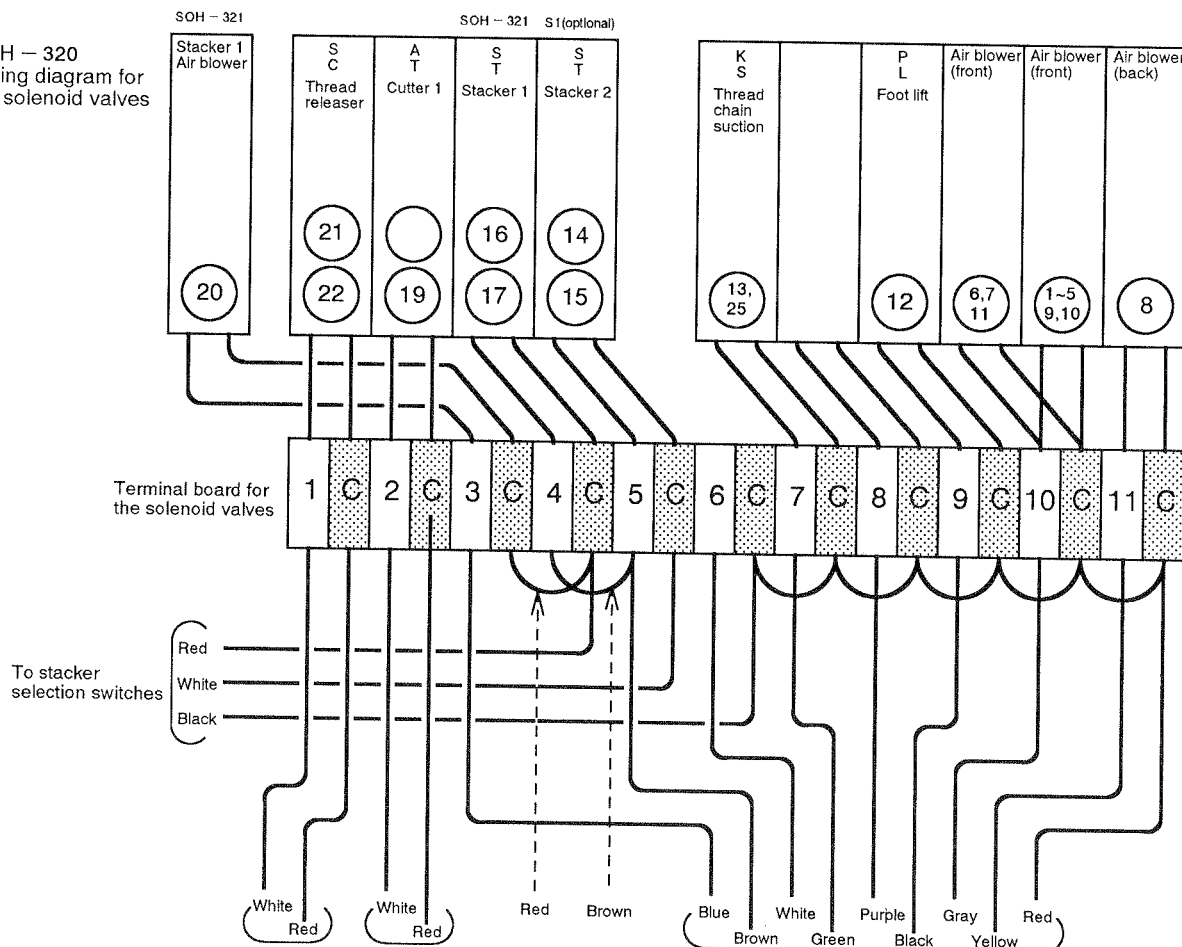 SOH – 321
SOH – 321
S1 (optional)
H – 320
ing diagram for
solenoid valves
Stacker 1
Air blower
20
S
C
Thread
releaser
21
22
A
T
Cutter 1
19
S
T
Stacker 1
16
17
S
T
Stacker 2
14
15
K
S
Thread
chain
suction
13,
25
P
L
Foot lift
12
Air blower
(front)
6,7
11
Air blower
(front)
1~5
9,10
Air blower
(back)
8
Terminal board for
the solenoid valves
1 C 2 C 3 C 4 C 5 C 6 C 7 C 8 C 9 C 10 C 11 C
To stacker
selection switches
Red
White
Black
White
Red
White
Red
Red
Brown
Blue
Brown
White
Green
Purple
Black
Gray
Yellow
Red